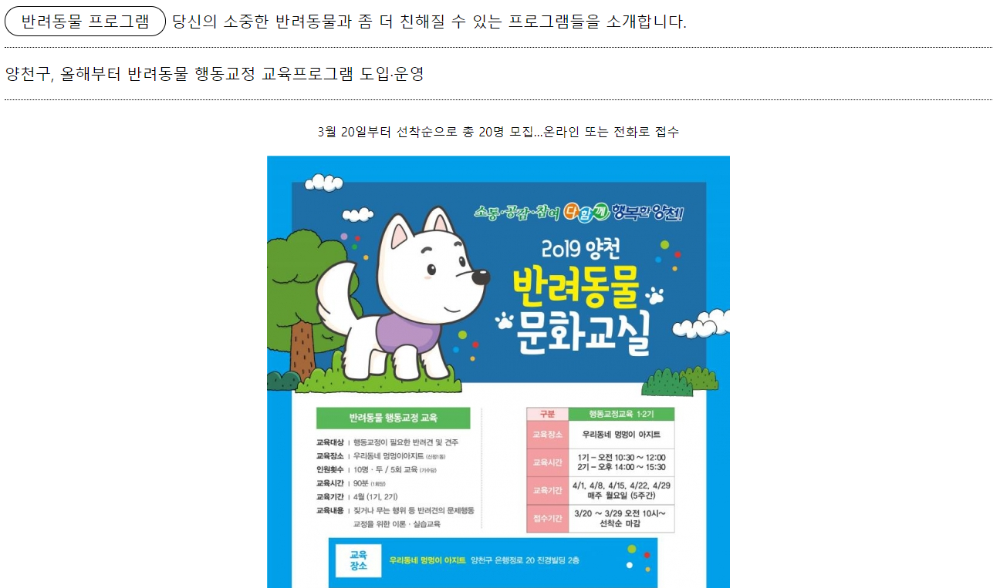 반려동물 프로그램 당신의 소중한 반려동물과 좀 더 친해질 수 있는 프로그램들을 소개합니다.
양천구, 올해부터 반려동물 행동교정 교육프로그램 도입·운영
3월 20일부터 선착순으로 총 20명 모집...온라인 또는 전화로 접수
소통·공감·참여 다함께 행복한 양천!
2019 양천
반려동물
문화교실
반려동물 행동교정 교육
교육대상 | 행동교정이 필요한 반려견 및 견주
교육장소 | 우리동네 멍멍이아지트 (신정1동)
인원횟수 | 10명·두 / 5회 교육 (기수당)
교육시간 | 90분 (1회당)
교육기간 | 4월 (1기, 2기)
교육내용 | 짖거나 무는 행위 등 반려견의 문제행동
교정을 위한 이론·실습교육
구분 행동교정교육 1·2기
교육장소 우리동네 멍멍이 아지트
교육시간 1기 – 오전 10:30 ~ 12:00
2기 – 오후 14:00 ~ 15:30
교육기간 4/1, 4/8, 4/15, 4/22, 4/29
매주 월요일 (5주간)
접수기간 3/20 ~ 3/29 오전 10시~
선착순 마감
교육
장소
우리동네 멍멍이 아지트 양천구 은행정로 20 진경빌딩 2층